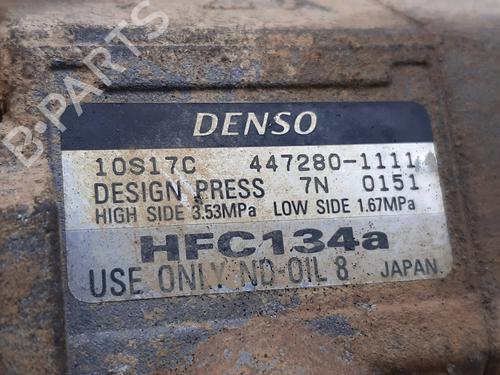 DENSO
10S17C 447280-1111
DESIGN PRESS 7N 0151
HIGH SIDE 3.53MPa LOW SIDE 1.67MPa
HFC134a
USE ONLY ND-OIL 8 JAPAN
B-PARTS